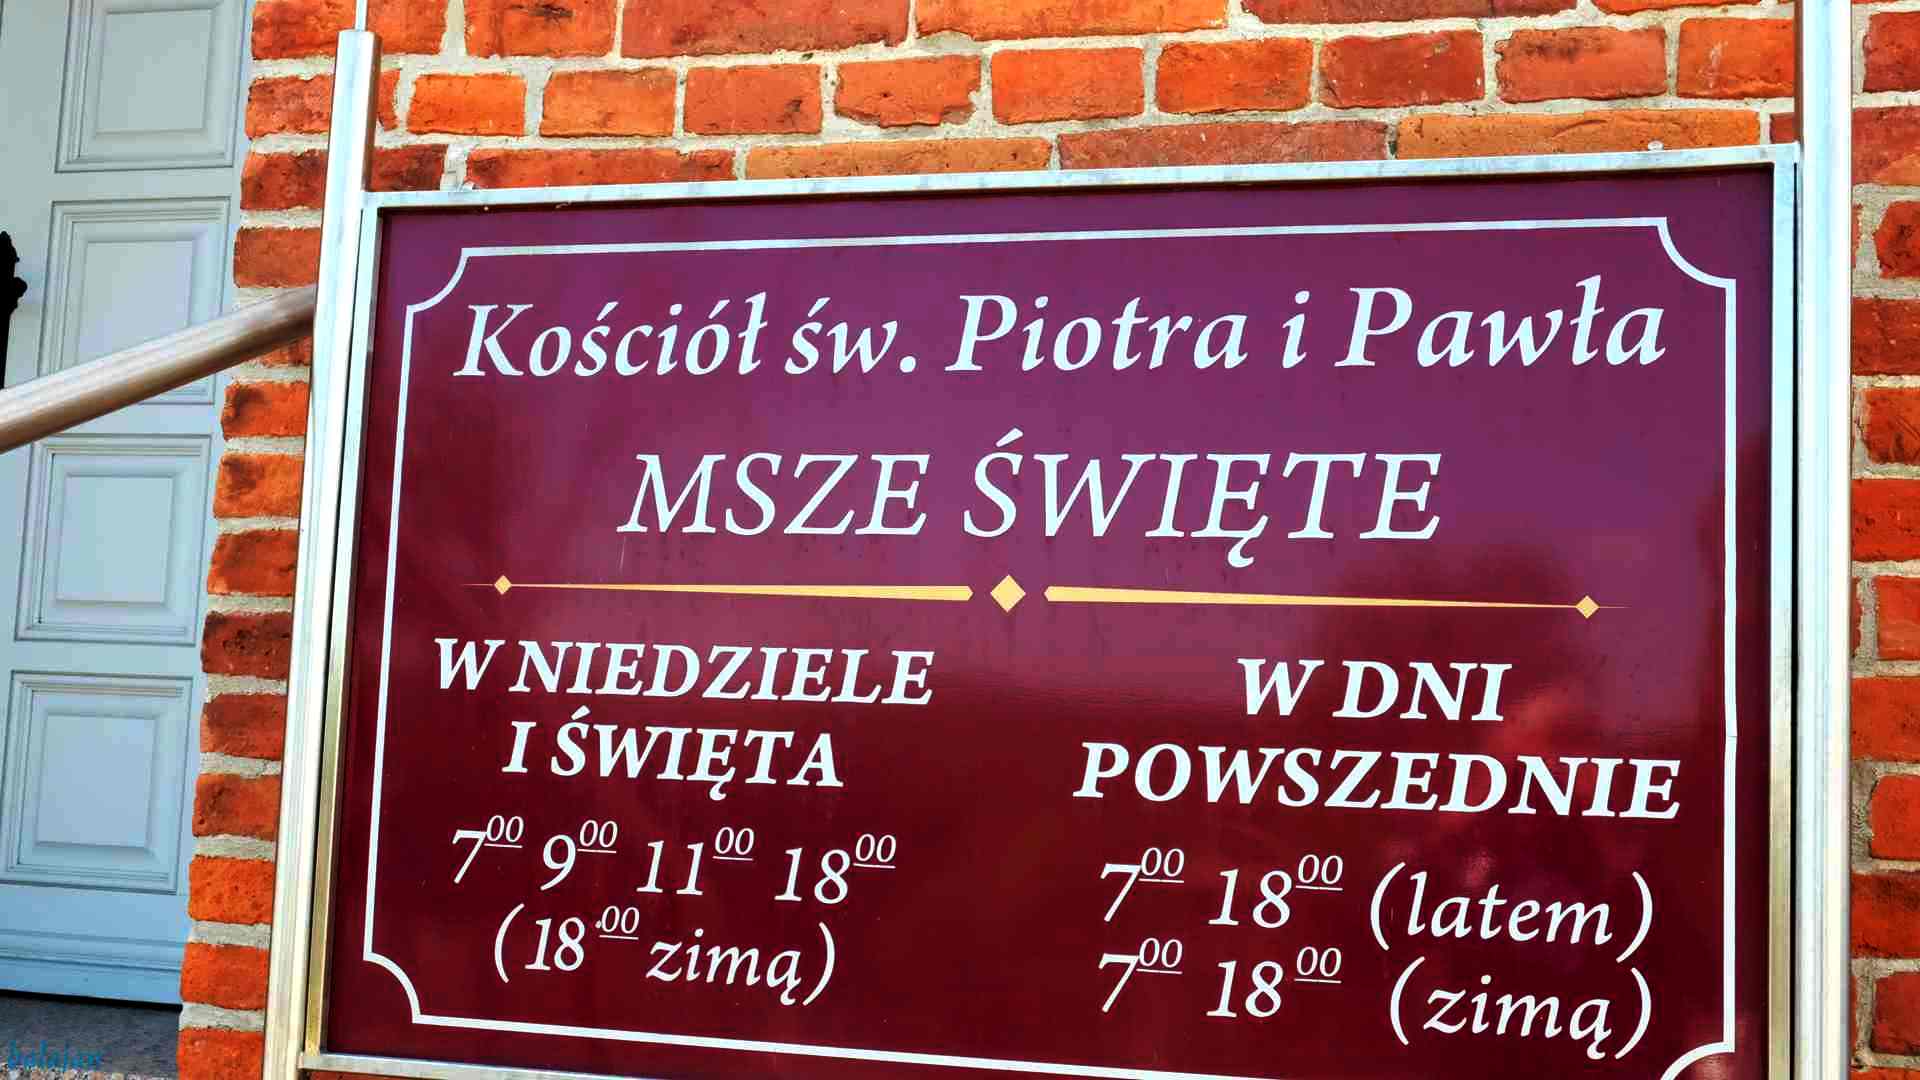 Kościół św. Piotra i Pawła
MSZE ŚWIĘTE
W NIEDZIELE
I ŚWIĘTA
7⁰⁰ 9⁰⁰ 11⁰⁰ 18⁰⁰
(18⁰⁰ zimą)
W DNI
POWSZEDNIE
7⁰⁰ 18⁰⁰ (latem)
7⁰⁰ 18⁰⁰ (zimą)